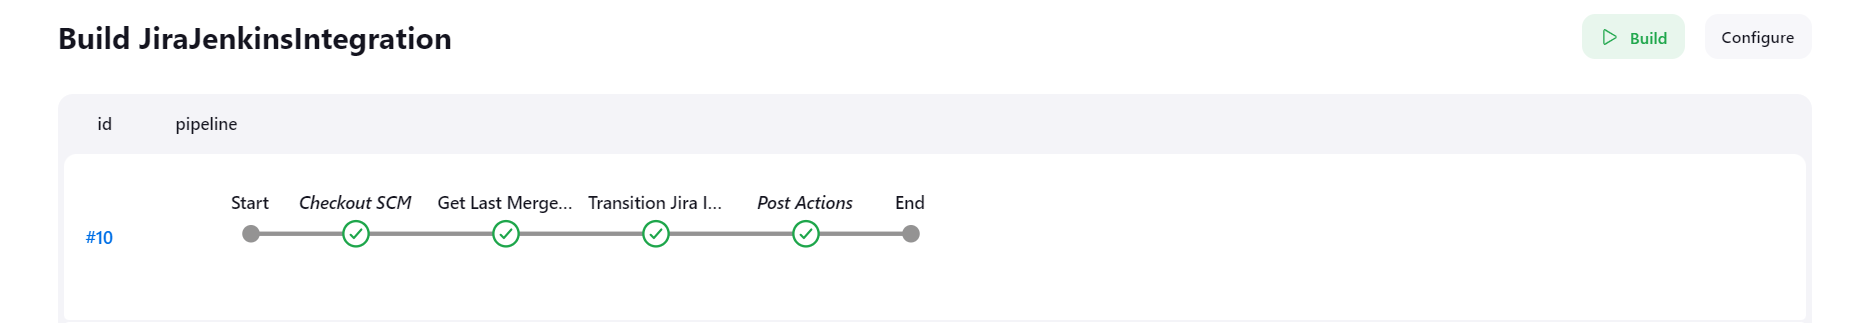 Build JiraJenkinsIntegration
Build
Configure
id pipeline
Start Checkout SCM Get Last Merge... Transition Jira I... Post Actions End
#10